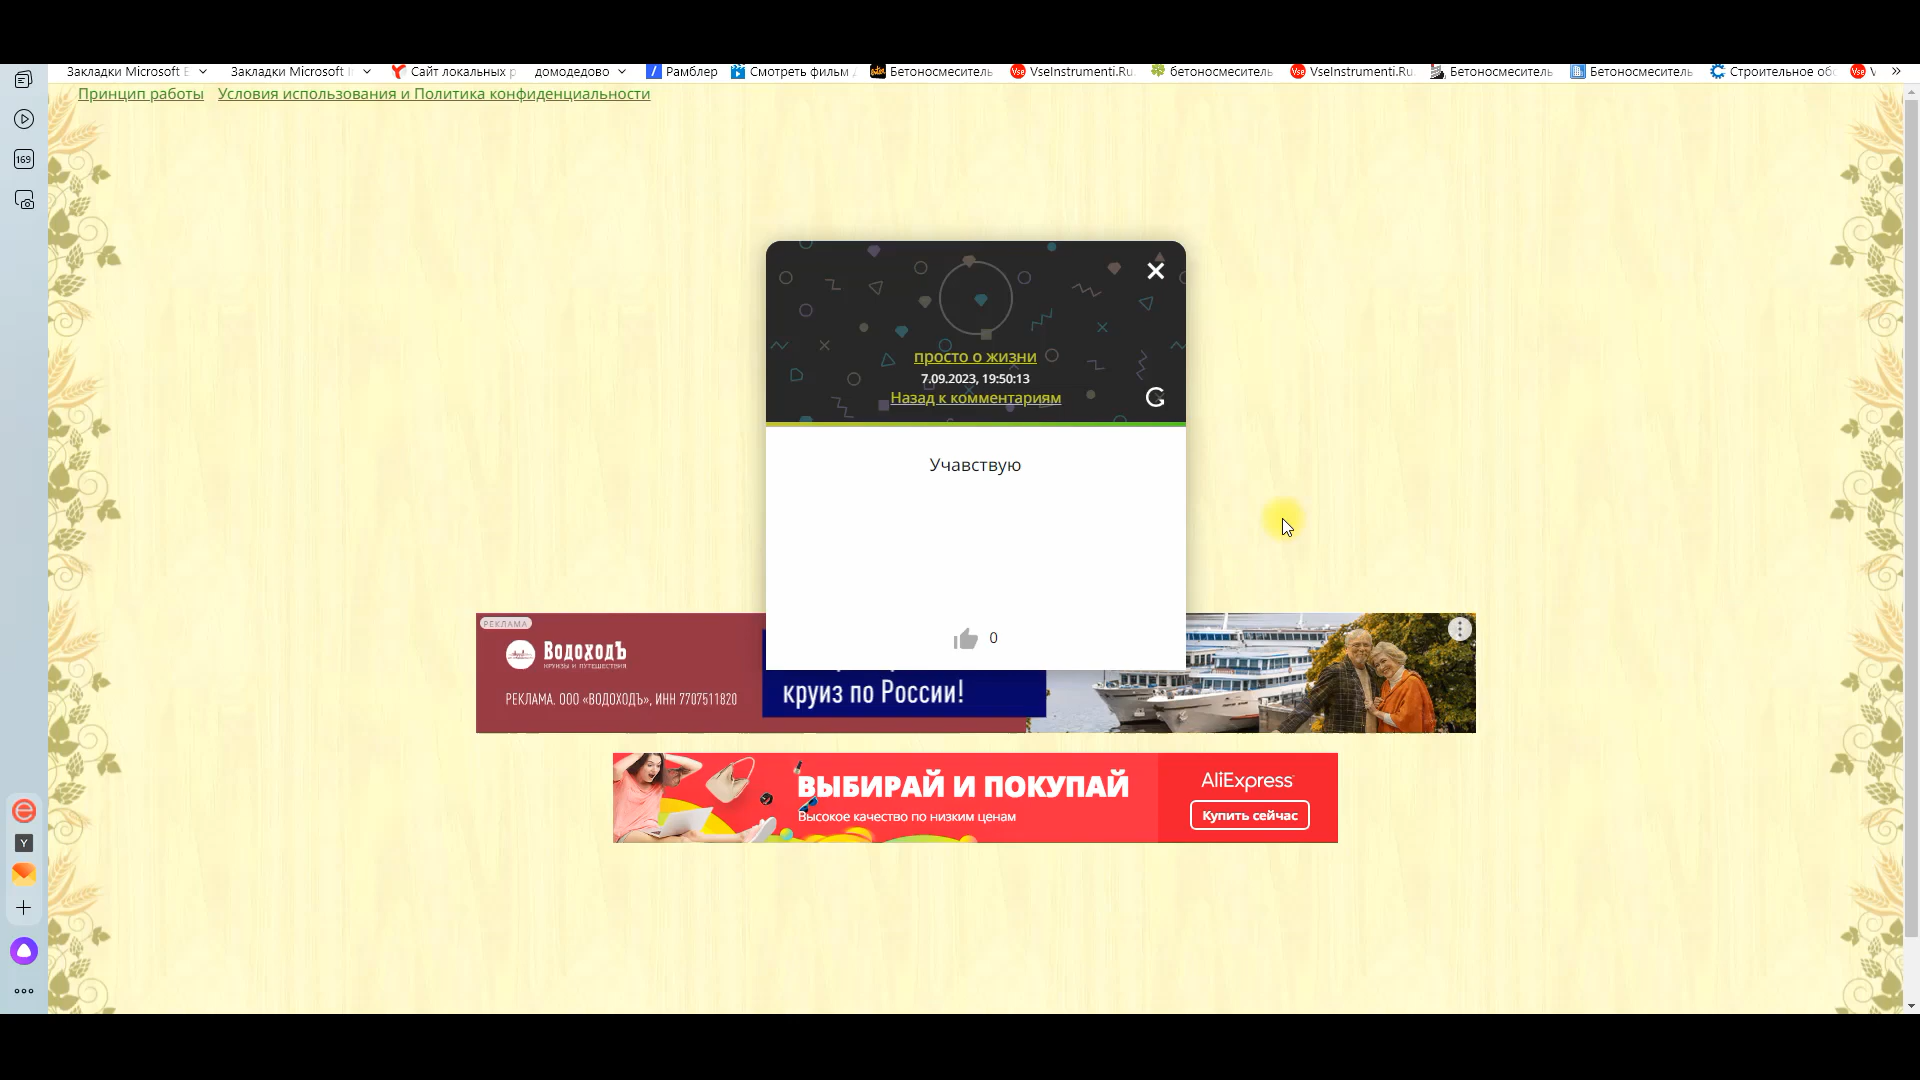 Закладки Microsoft E
Закладки Microsoft I
Сайт локальных р
домодедово
Рамблер
Смотреть фильм
Бетоносмеситель
VseInstrumenti.Ru
бетоносмеситель
VseInstrumenti.Ru
Бетоносмеситель
Бетоносмеситель
Строительное об
Принцип работы Условия использования и Политика конфиденциальности
169
просто о жизни
7.09.2023, 19:50:13
Назад к комментариям
Учавствую
0
РЕКЛАМА
ВодоходЪ
КРУИЗЫ И ПУТЕШЕСТВИЯ
РЕКЛАМА. ООО «ВОДОХОДЪ», ИНН 7707511820
круиз по России!
ВЫБИРАЙ И ПОКУПАЙ
Высокое качество по низким ценам
AliExpress
Купить сейчас
Y